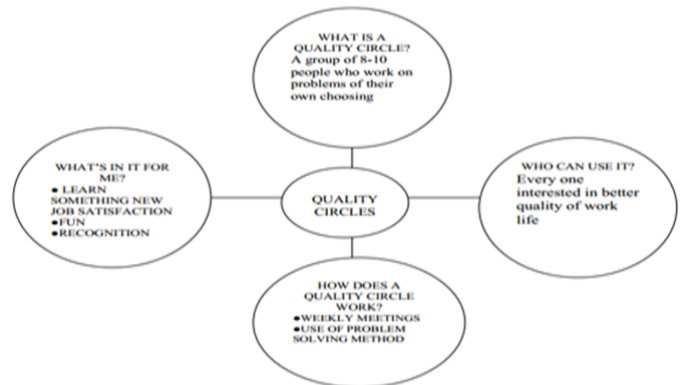 WHAT IS A
QUALITY CIRCLE?
A group of 8-10
people who work on
problems of their
own choosing
WHAT'S IN IT FOR
ME?
● LEARN
SOMETHING NEW
JOB SATISFACTION
●FUN
●RECOGNITION
QUALITY
CIRCLES
WHO CAN USE IT?
Every one
interested in better
quality of work
life
HOW DOES A
QUALITY CIRCLE
WORK?
●WEEKLY MEETINGS
●USE OF PROBLEM
SOLVING METHOD